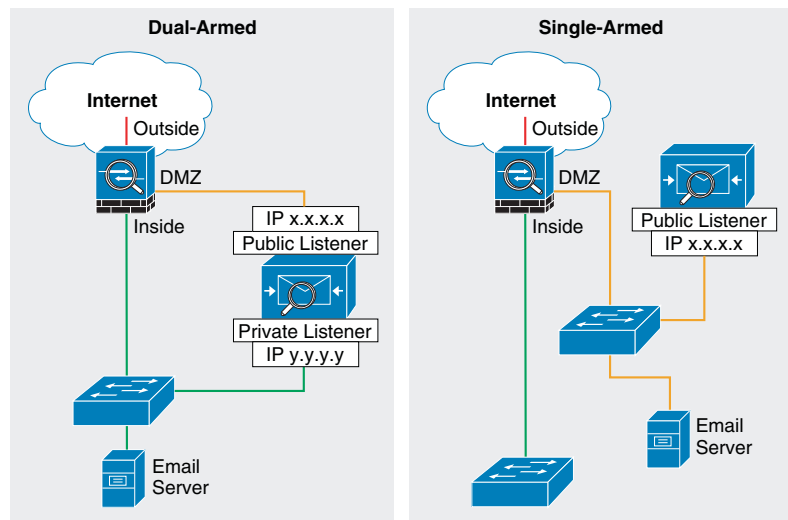 Dual-Armed
Internet
Outside
DMZ
Inside
IP x.x.x.x
Public Listener
Private Listener
IP y.y.y.y
Email
Server
Single-Armed
Internet
Outside
DMZ
Inside
Public Listener
IP x.x.x.x
Email
Server